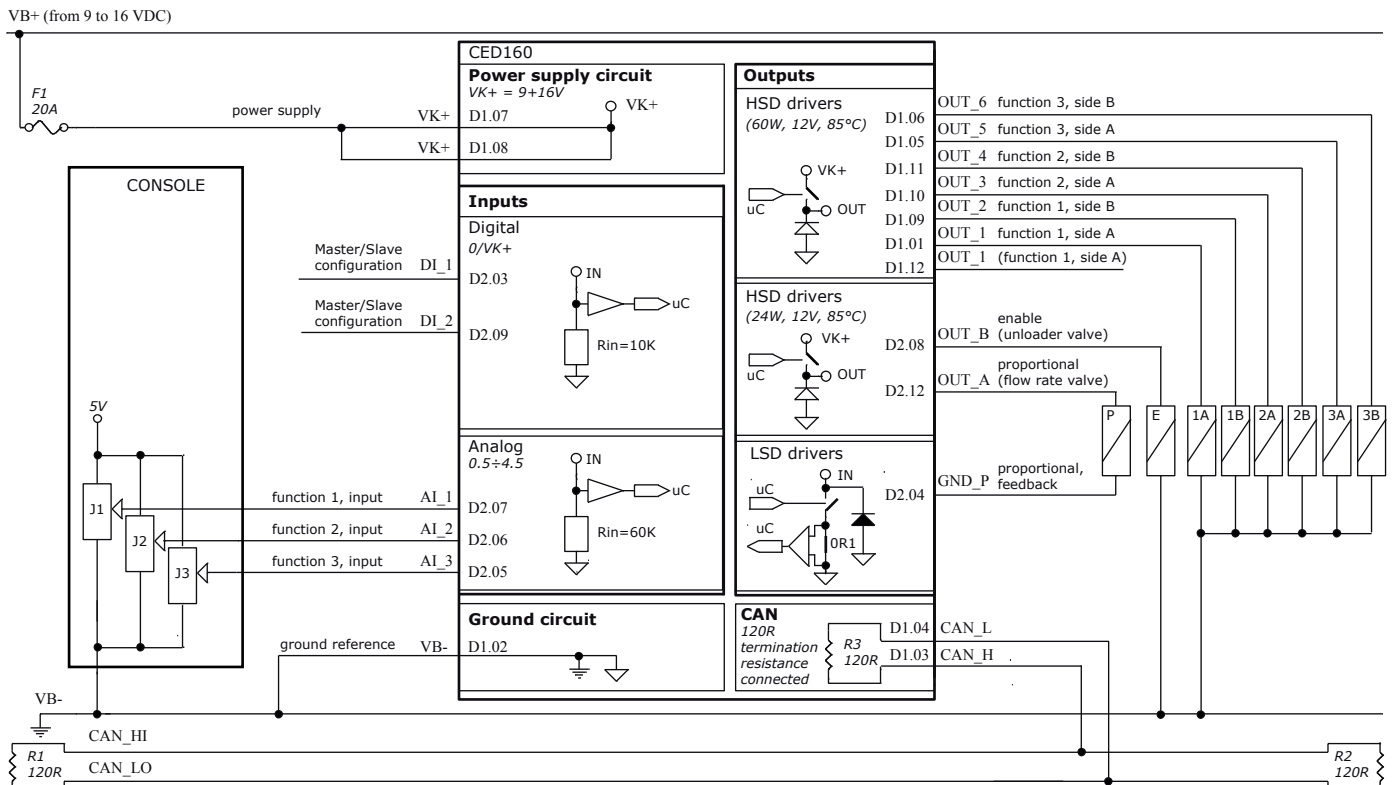 VB+ (from 9 to 16 VDC)
F1
20A
power supply
VK+
VK+
CED160
Power supply circuit
VK+ = 9+16V
D1.07
VK+
D1.08
CONSOLE
5V
J1
J2
J3
Master/Slave
configuration
DI_1
Master/Slave
configuration
DI_2
function 1, input
AI_1
function 2, input
AI_2
function 3, input
AI_3
ground reference
VB-
Inputs
Digital
0/VK+
D2.03
IN
uC
D2.09
Rin=10K
Analog
0.5÷4.5
IN
uC
D2.07
D2.06
Rin=60K
D2.05
Ground circuit
D1.02
Outputs
HSD drivers
(60W, 12V, 85°C)
VK+
uC
OUT
D1.06
D1.05
D1.11
D1.10
D1.09
D1.01
D1.12
HSD drivers
(24W, 12V, 85°C)
VK+
uC
OUT
D2.08
D2.12
LSD drivers
IN
uC
uC
0R1
D2.04
CAN
120R
termination
resistance
connected
R3
120R
D1.04
D1.03
OUT_6 function 3, side B
OUT_5 function 3, side A
OUT_4 function 2, side B
OUT_3 function 2, side A
OUT_2 function 1, side B
OUT_1 function 1, side A
OUT_1 (function 1, side A)
enable
OUT_B (unloader valve)
proportional
OUT_A (flow rate valve)
GND_P proportional,
feedback
P
E
1A
1B
2A
2B
3A
3B
CAN_L
CAN_H
VB-
CAN_HI
R1
120R
CAN_LO
R2
120R